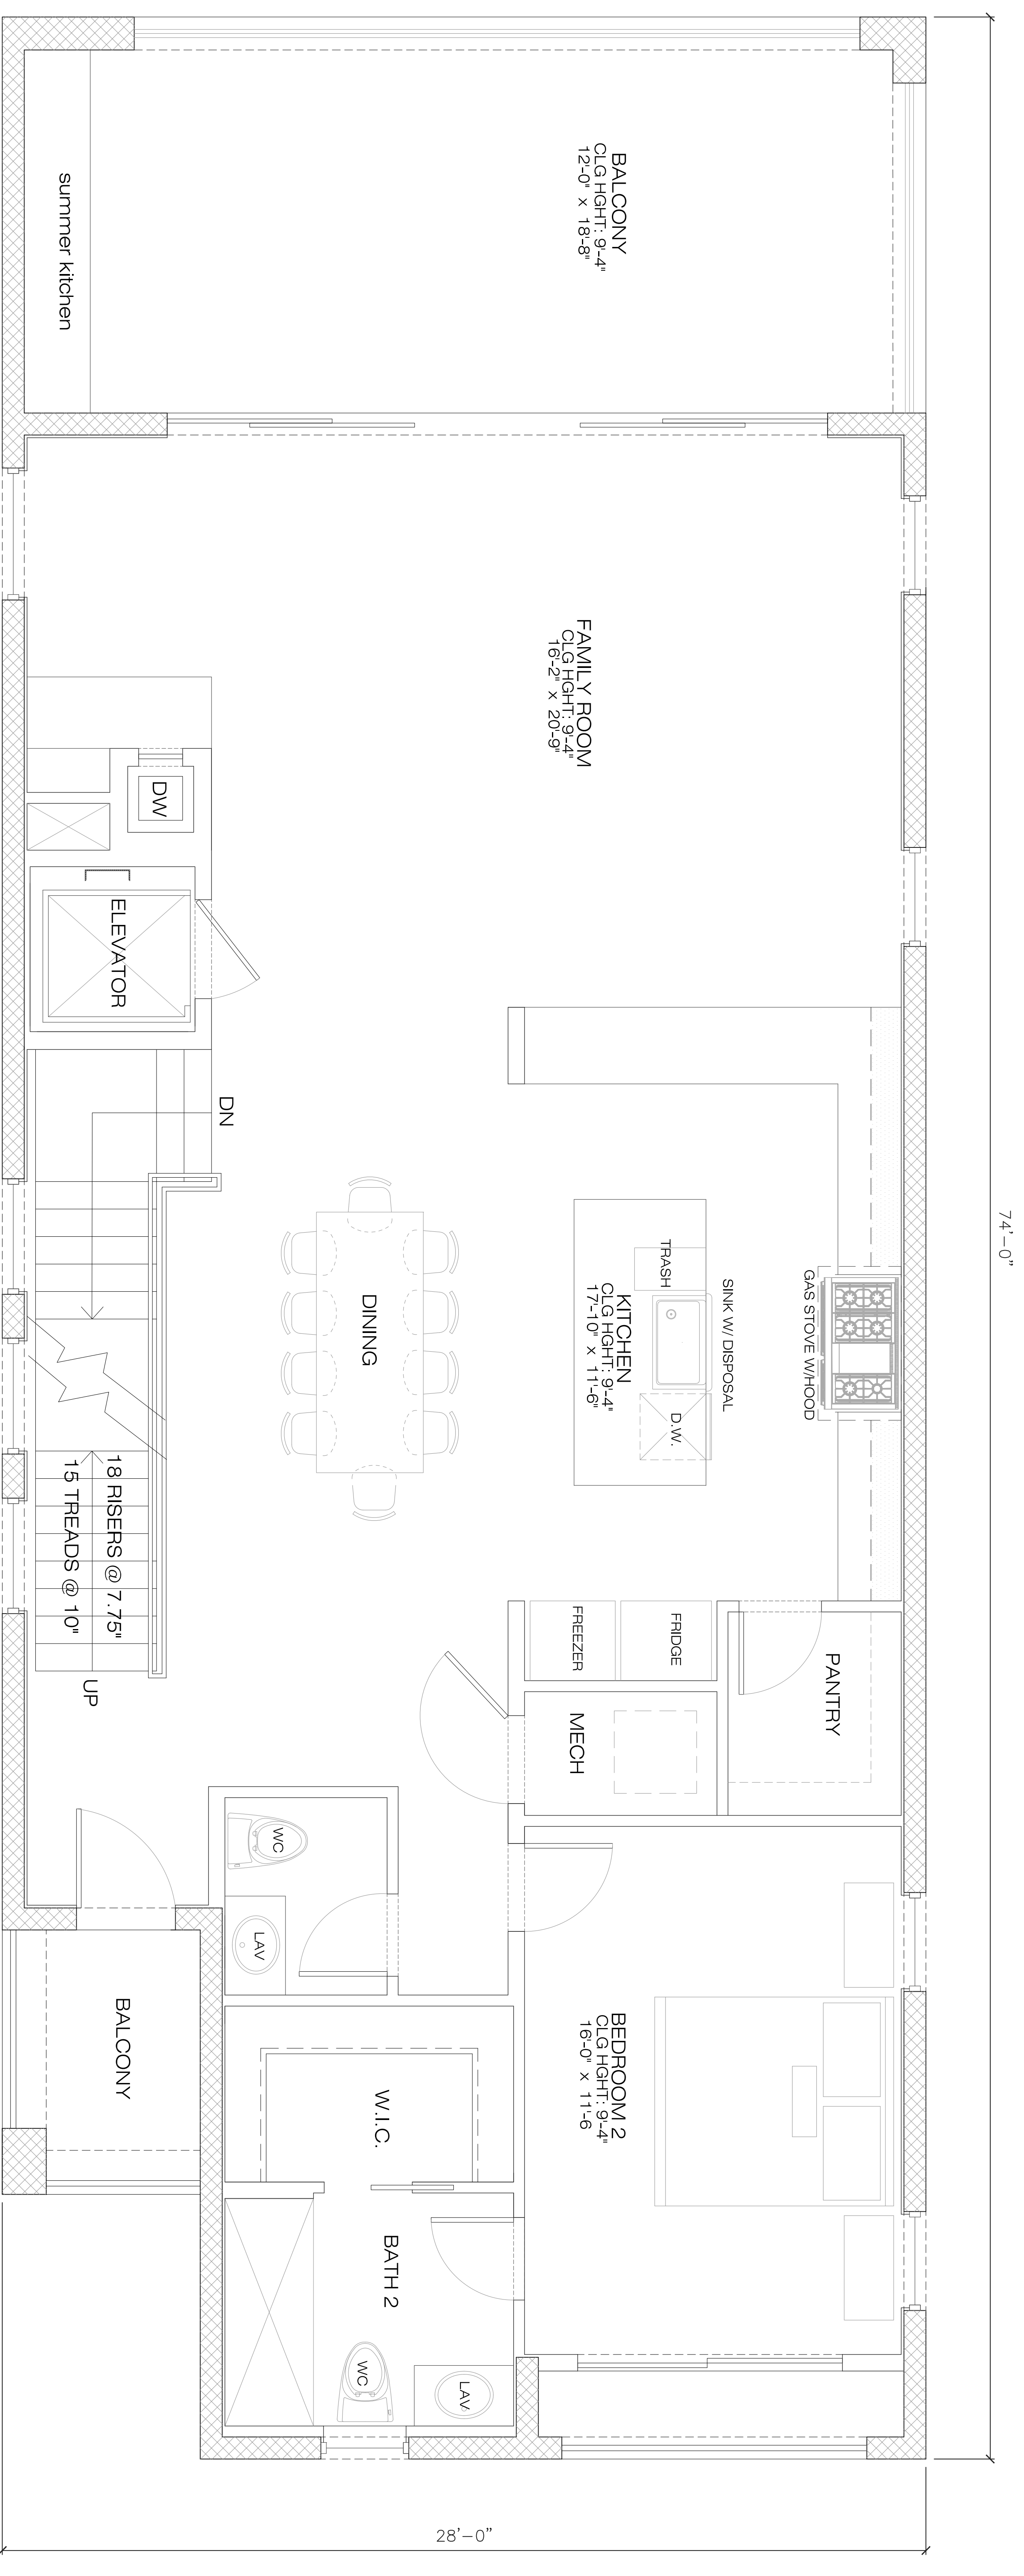 BALCONY
CLG HGHT: 9'-4"
12'-0" x 18'-8"
summer kitchen
FAMILY ROOM
CLG HGHT: 9'-4"
16'-2" x 20'-9"
DW
ELEVATOR
DN
74'-0"
GAS STOVE W/HOOD
SINK W/ DISPOSAL
TRASH
KITCHEN
CLG HGHT: 9'-4"
17'-10" x 11'-6"
D.W.
DINING
18 RISERS @ 7.75"
15 TREADS @ 10"
UP
FRIDGE
FREEZER
PANTRY
MECH
WC
LAV
BALCONY
BEDROOM 2
CLG HGHT: 9'-4"
16'-0" x 11'-6
W.I.C.
BATH 2
WC
LAV
28'-0"